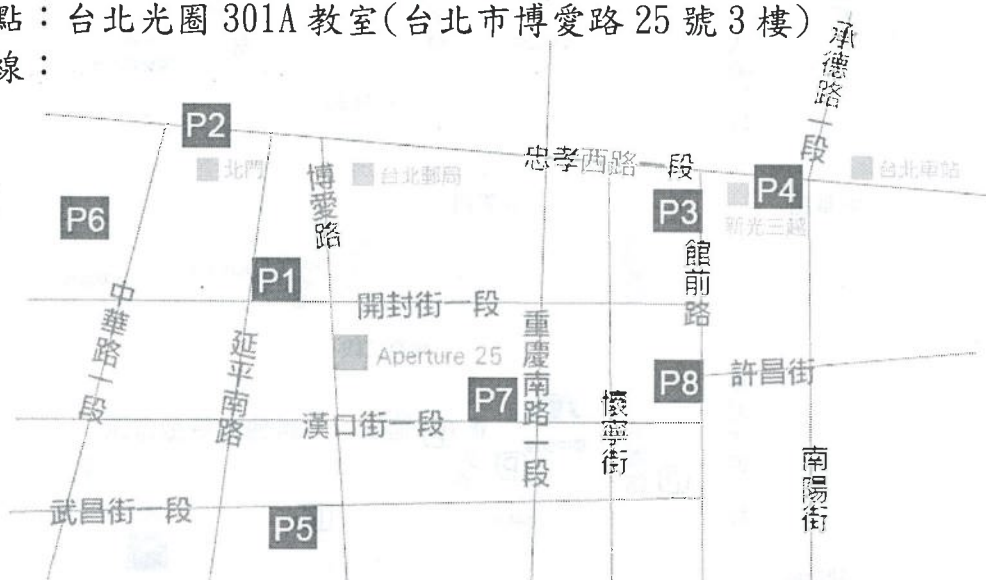 點：台北光圈 301A 教室(台北市博愛路 25 號 3 樓)
線：
承德路一段
P2
忠孝西路一段
北門
博愛路
台北郵局
P4
台北車站
P6
P3
新光三越
館前路
P1
開封街一段
中華路一段
延平南路
Aperture 25
重慶南路一段
P7
P8
許昌街
懷寧街
漢口街一段
南陽街
武昌街一段
P5